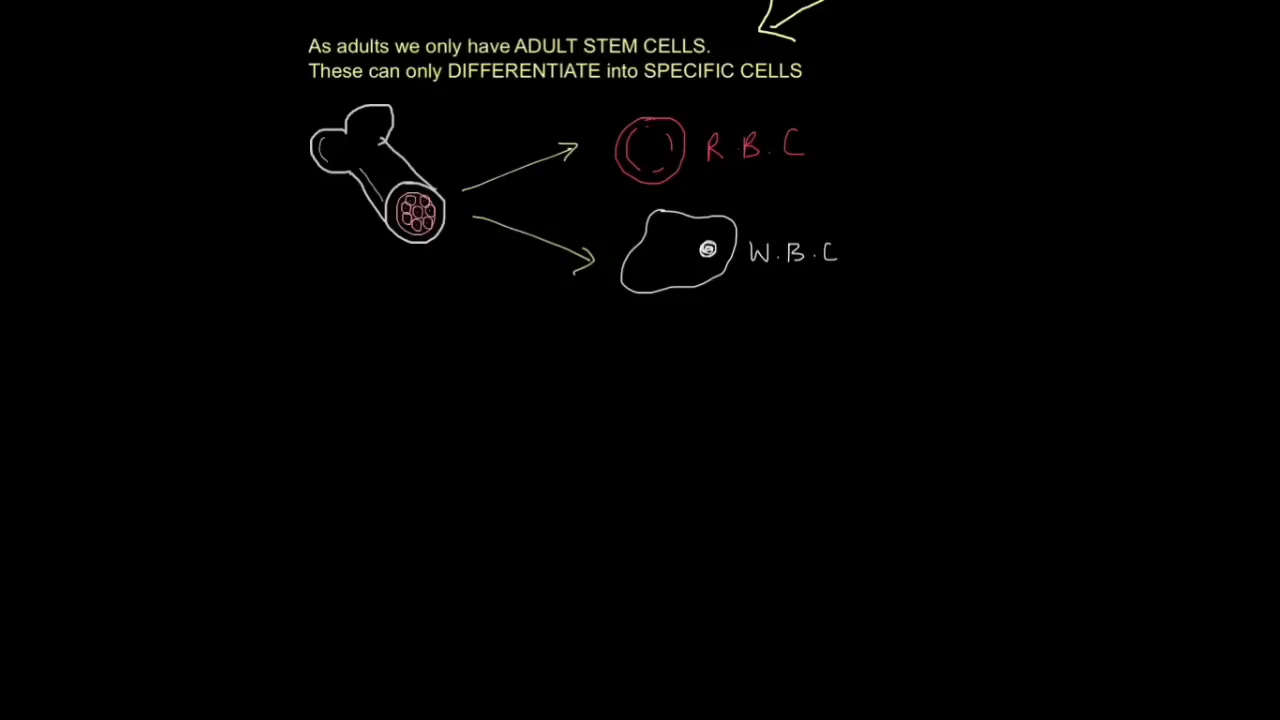 As adults we only have ADULT STEM CELLS.
These can only DIFFERENTIATE into SPECIFIC CELLS
R.B.C
W.B.C